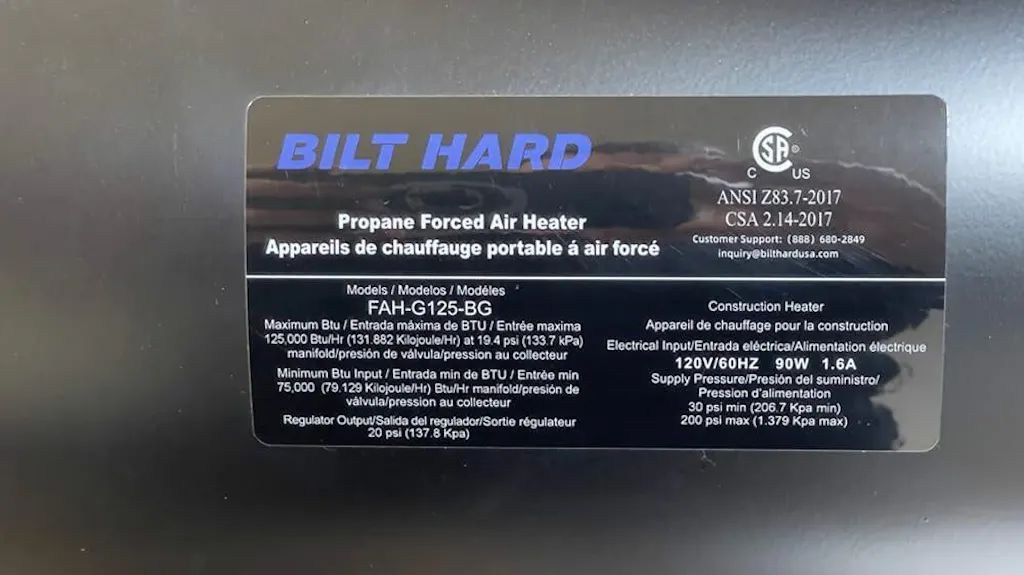 BILT HARD
Propane Forced Air Heater
Appareils de chauffage portable á air forcé
CSA®
C US
ANSI Z83.7-2017
CSA 2.14-2017
Customer Support: (888) 680-2849
inquiry@bilthardusa.com
Models / Modelos / Modéles
FAH-G125-BG
Maximum Btu / Entrada máxima de BTU / Entrée maxima
125,000 Btu/Hr (131.882 Kilojoule/Hr) at 19.4 psi (133.7 kPa)
manifold/presión de válvula/pression au collecteur
Minimum Btu Input / Entrada min de BTU / Entrée min
75,000 (79.129 Kilojoule/Hr) Btu/Hr manifold/presión de
válvula/pression au collecteur
Regulator Output/Salida del regulador/Sortie régulateur
20 psi (137.8 Kpa)
Construction Heater
Appareil de chauffage pour la construction
Electrical Input/Entrada eléctrica/Alimentation électrique
120V/60HZ 90W 1.6A
Supply Pressure/Presión del suministro/
Pression d'alimentation
30 psi min (206.7 Kpa min)
200 psi max (1.379 Kpa max)